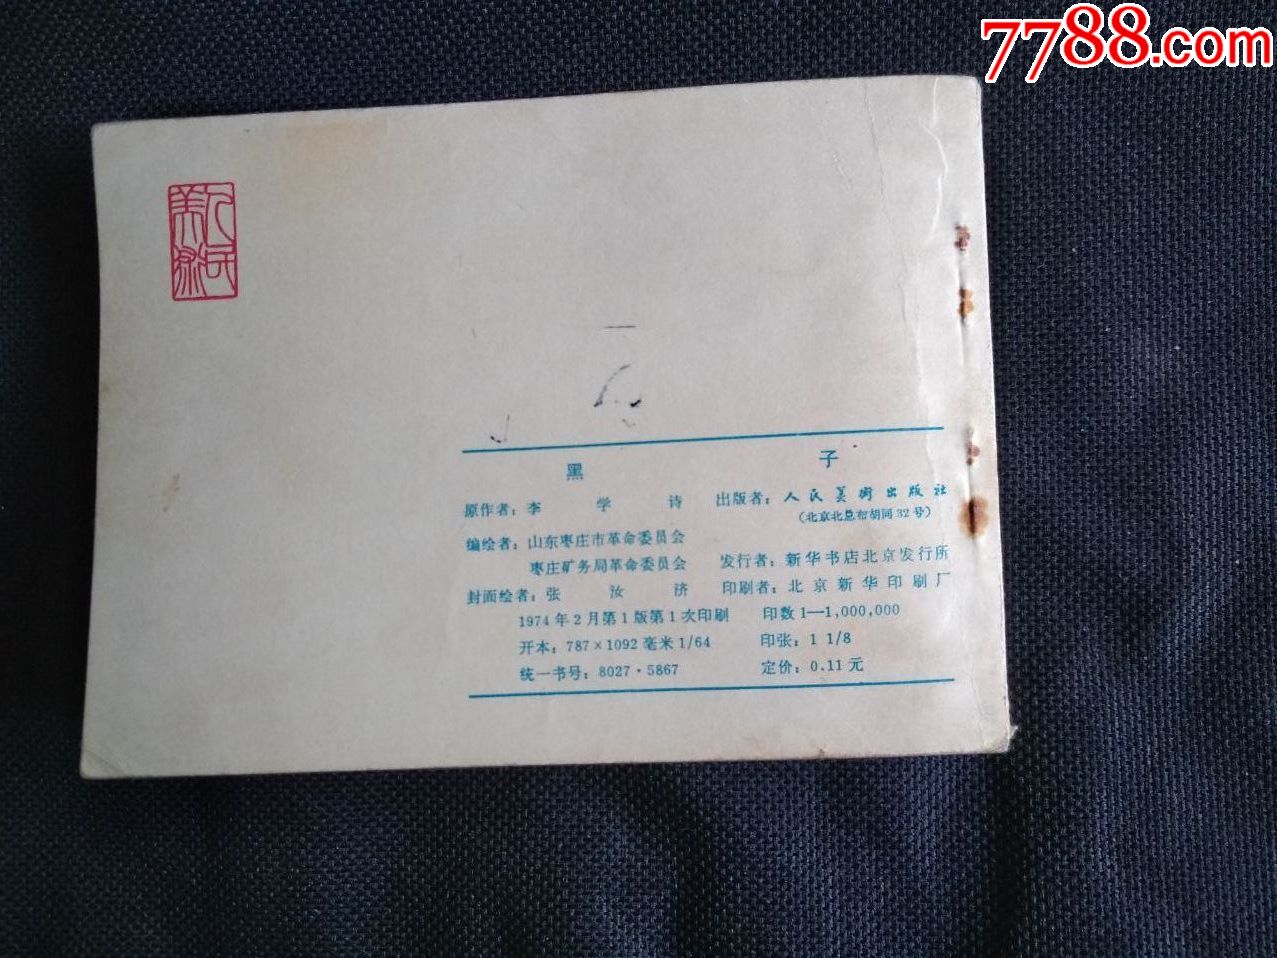 7788.com
人民美术
黑子
原作者：李学诗
编绘者：山东枣庄市革命委员会
枣庄矿务局革命委员会
封面绘者：张汝济
出版者：人民美術出版社
（北京北总布胡同32号）
发行者：新华书店北京发行所
印刷者：北京新华印刷厂
1974年2月第1版第1次印刷 印数1—1,000,000
开本：787×1092毫米1/64 印张：1 1/8
统一书号：8027·5867 定价：0.11元